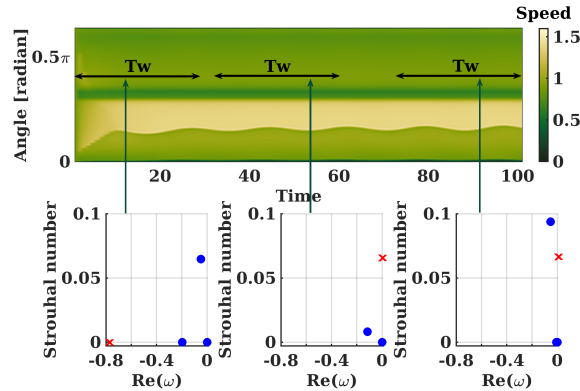 Speed
Angle [radian]
0.5π
0
Tw Tw Tw
1.5
1
0.5
0
20 40 60 80 100
Time
Strouhal number
0.1
0.05
0
-0.8 -0.4 0
Re(ω)
Strouhal number
0.1
0.05
0
-0.8 -0.4 0
Re(ω)
Strouhal number
0.1
0.05
0
-0.8 -0.4 0
Re(ω)